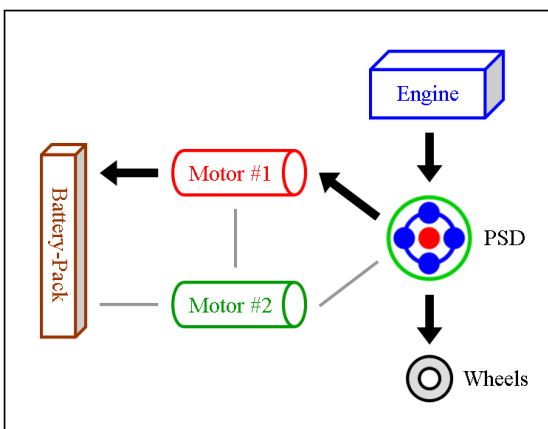 Engine
Motor #1
Battery-Pack
PSD
Motor #2
Wheels